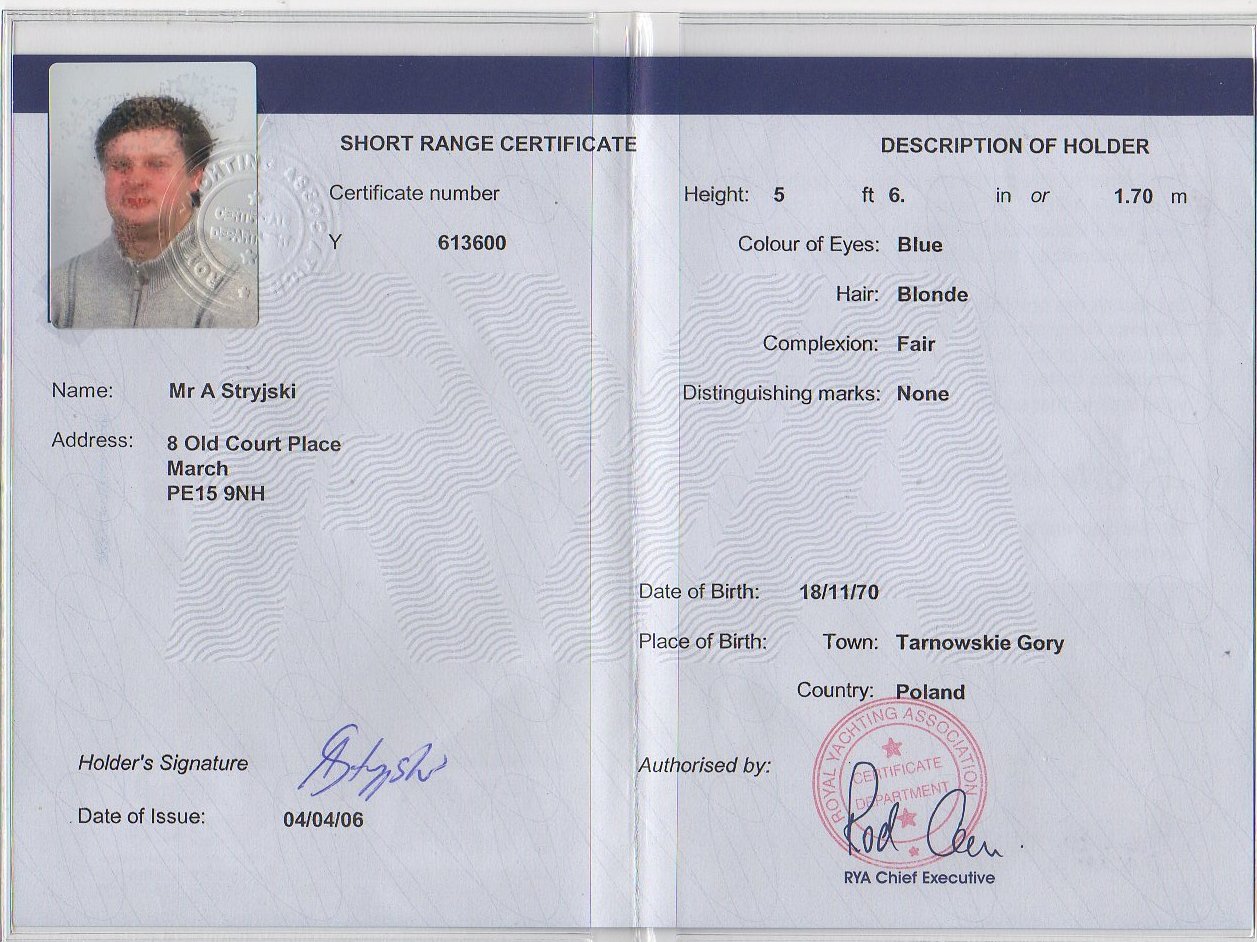 SHORT RANGE CERTIFICATE
Certificate number
Y 613600
Name: Mr A Stryjski
Address: 8 Old Court Place
March
PE15 9NH
Holder's Signature
Date of Issue: 04/04/06
DESCRIPTION OF HOLDER
Height: 5 ft 6. in or 1.70 m
Colour of Eyes: Blue
Hair: Blonde
Complexion: Fair
Distinguishing marks: None
Date of Birth: 18/11/70
Place of Birth: Town: Tarnowskie Gory
Country: Poland
Authorised by:
ROYAL YACHTING ASSOCIATION
CERTIFICATE
DEPARTMENT
RYA Chief Executive